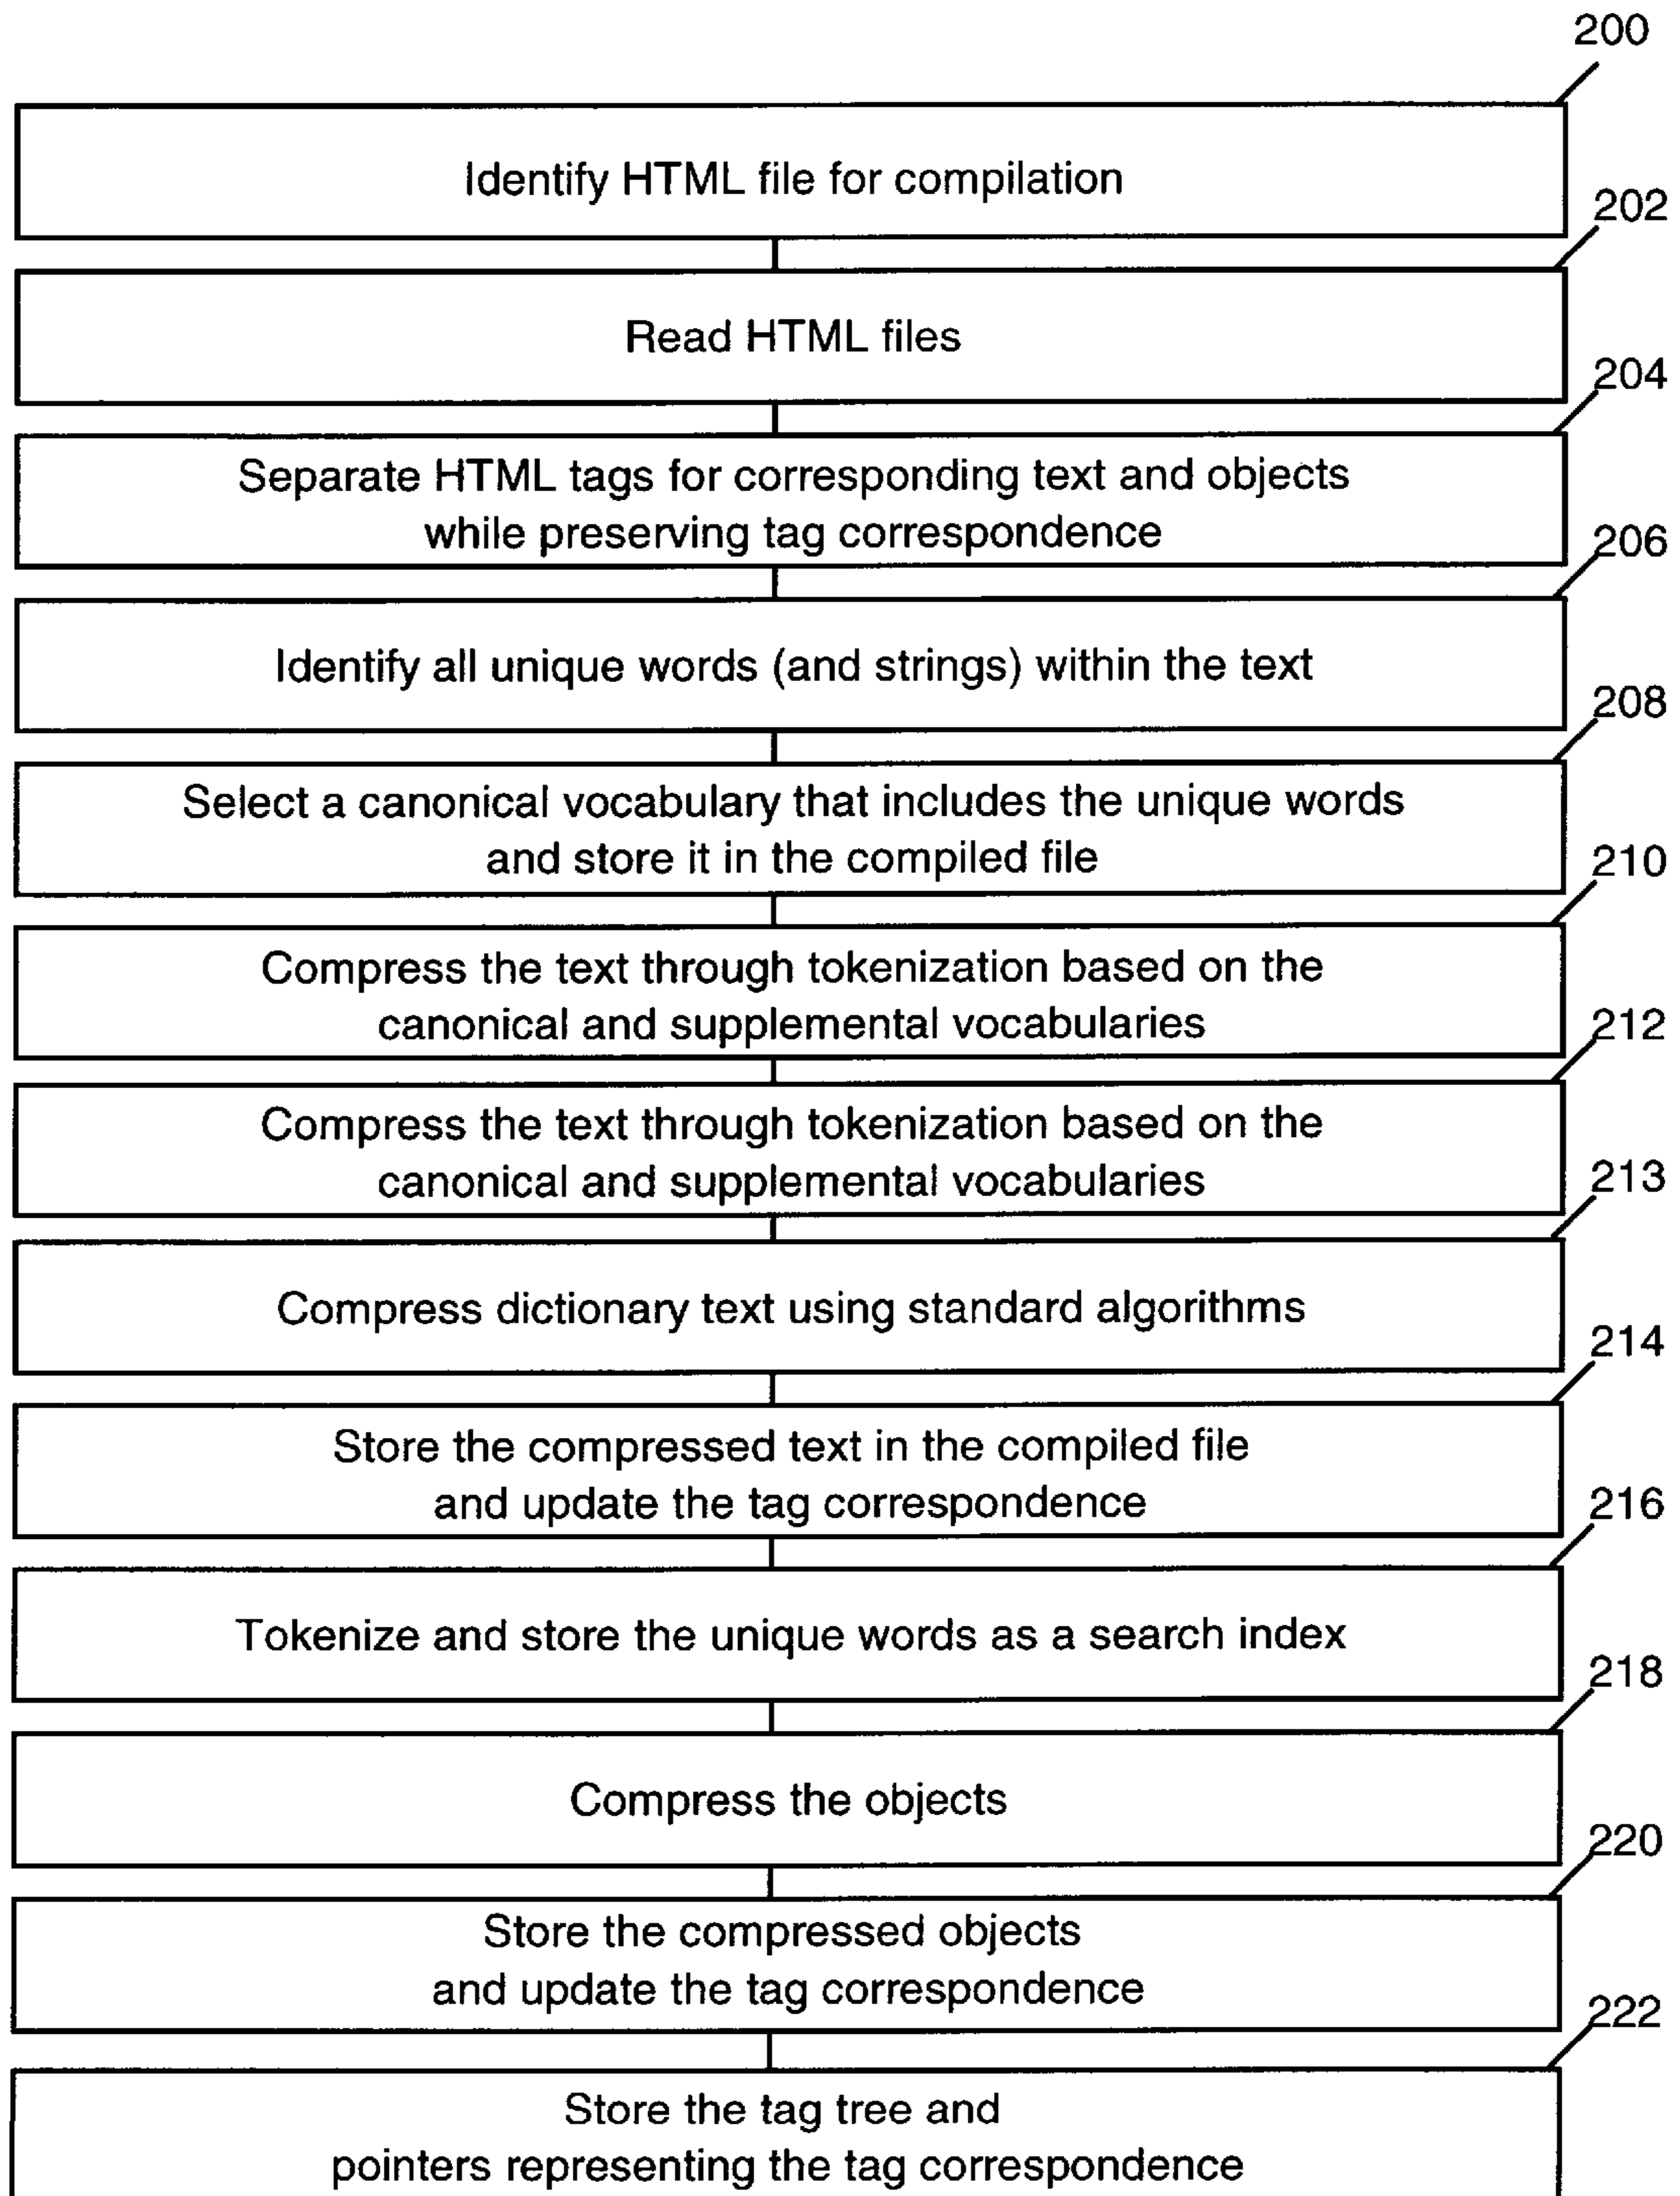 200
Identify HTML file for compilation
202
Read HTML files
204
Separate HTML tags for corresponding text and objects
while preserving tag correspondence
206
Identify all unique words (and strings) within the text
208
Select a canonical vocabulary that includes the unique words
and store it in the compiled file
210
Compress the text through tokenization based on the
canonical and supplemental vocabularies
212
Compress the text through tokenization based on the
canonical and supplemental vocabularies
213
Compress dictionary text using standard algorithms
214
Store the compressed text in the compiled file
and update the tag correspondence
216
Tokenize and store the unique words as a search index
218
Compress the objects
220
Store the compressed objects
and update the tag correspondence
222
Store the tag tree and
pointers representing the tag correspondence